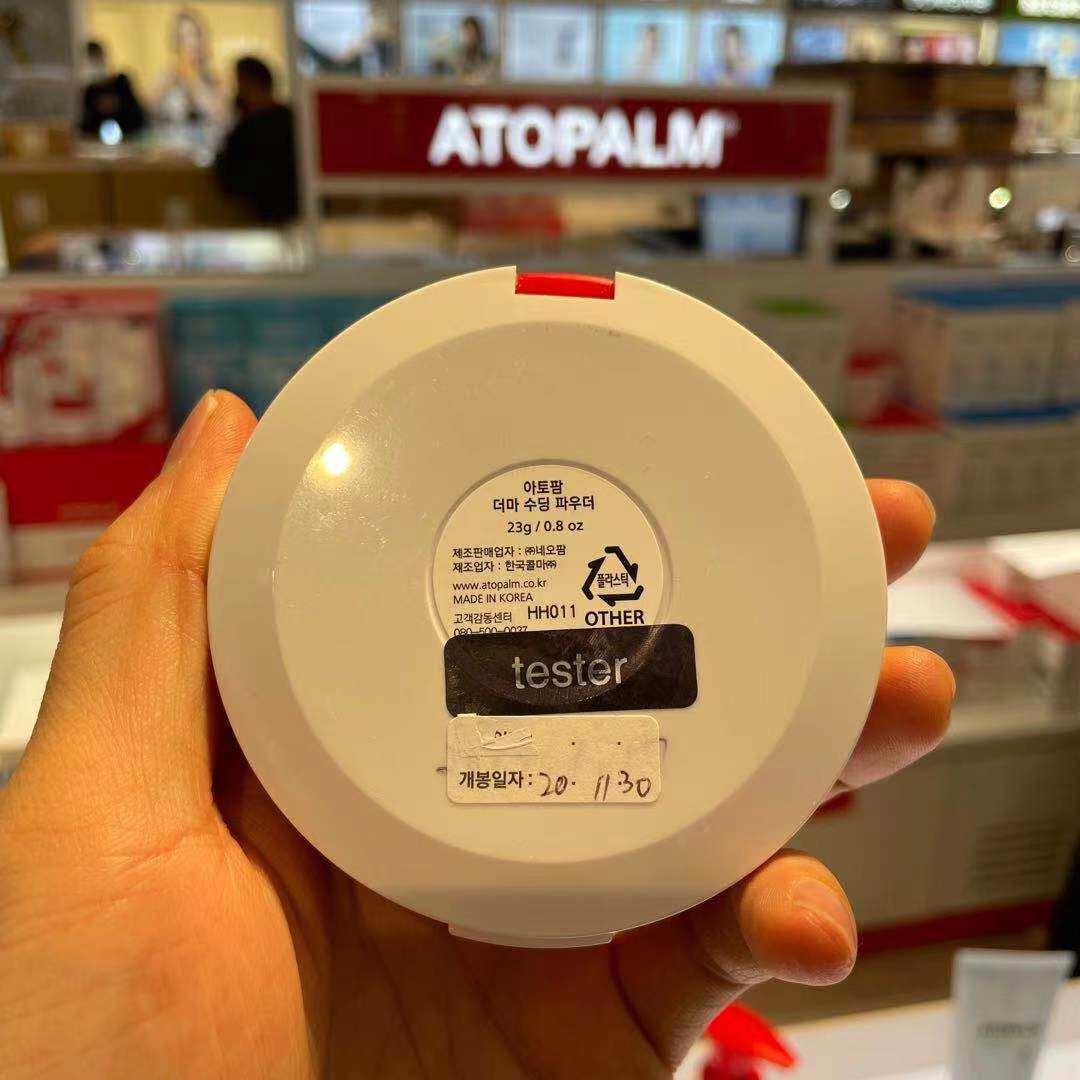 ATOPALM
아토팜
더마 수딩 파우더
23g / 0.8 oz
제조판매업자 : ㈜네오팜
제조업자 : 한국콜마㈜
www.atopalm.co.kr
MADE IN KOREA
플라스틱
OTHER
고객감동센터 HH011
080-500-0037
tester
개봉일자 : 20. 11.30